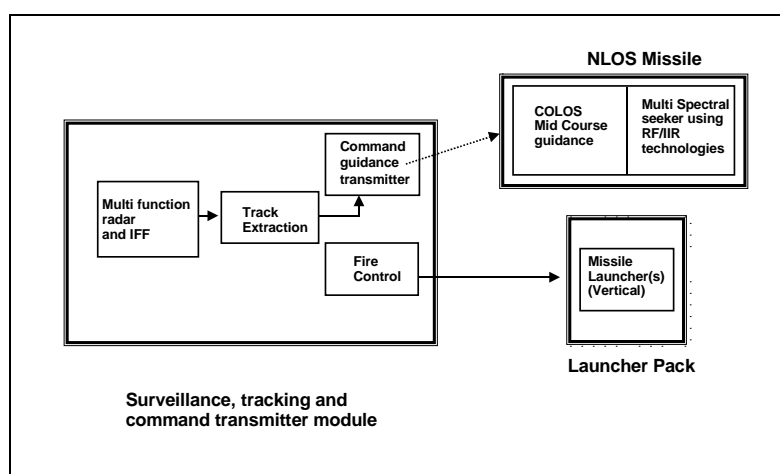 NLOS Missile
COLOS
Mid Course
guidance
Multi Spectral
seeker using
RF/IIR
technologies
Command
guidance
transmitter
Multi function
radar
and IFF
Track
Extraction
Fire
Control
Missile
Launcher(s)
(Vertical)
Launcher Pack
Surveillance, tracking and
command transmitter module